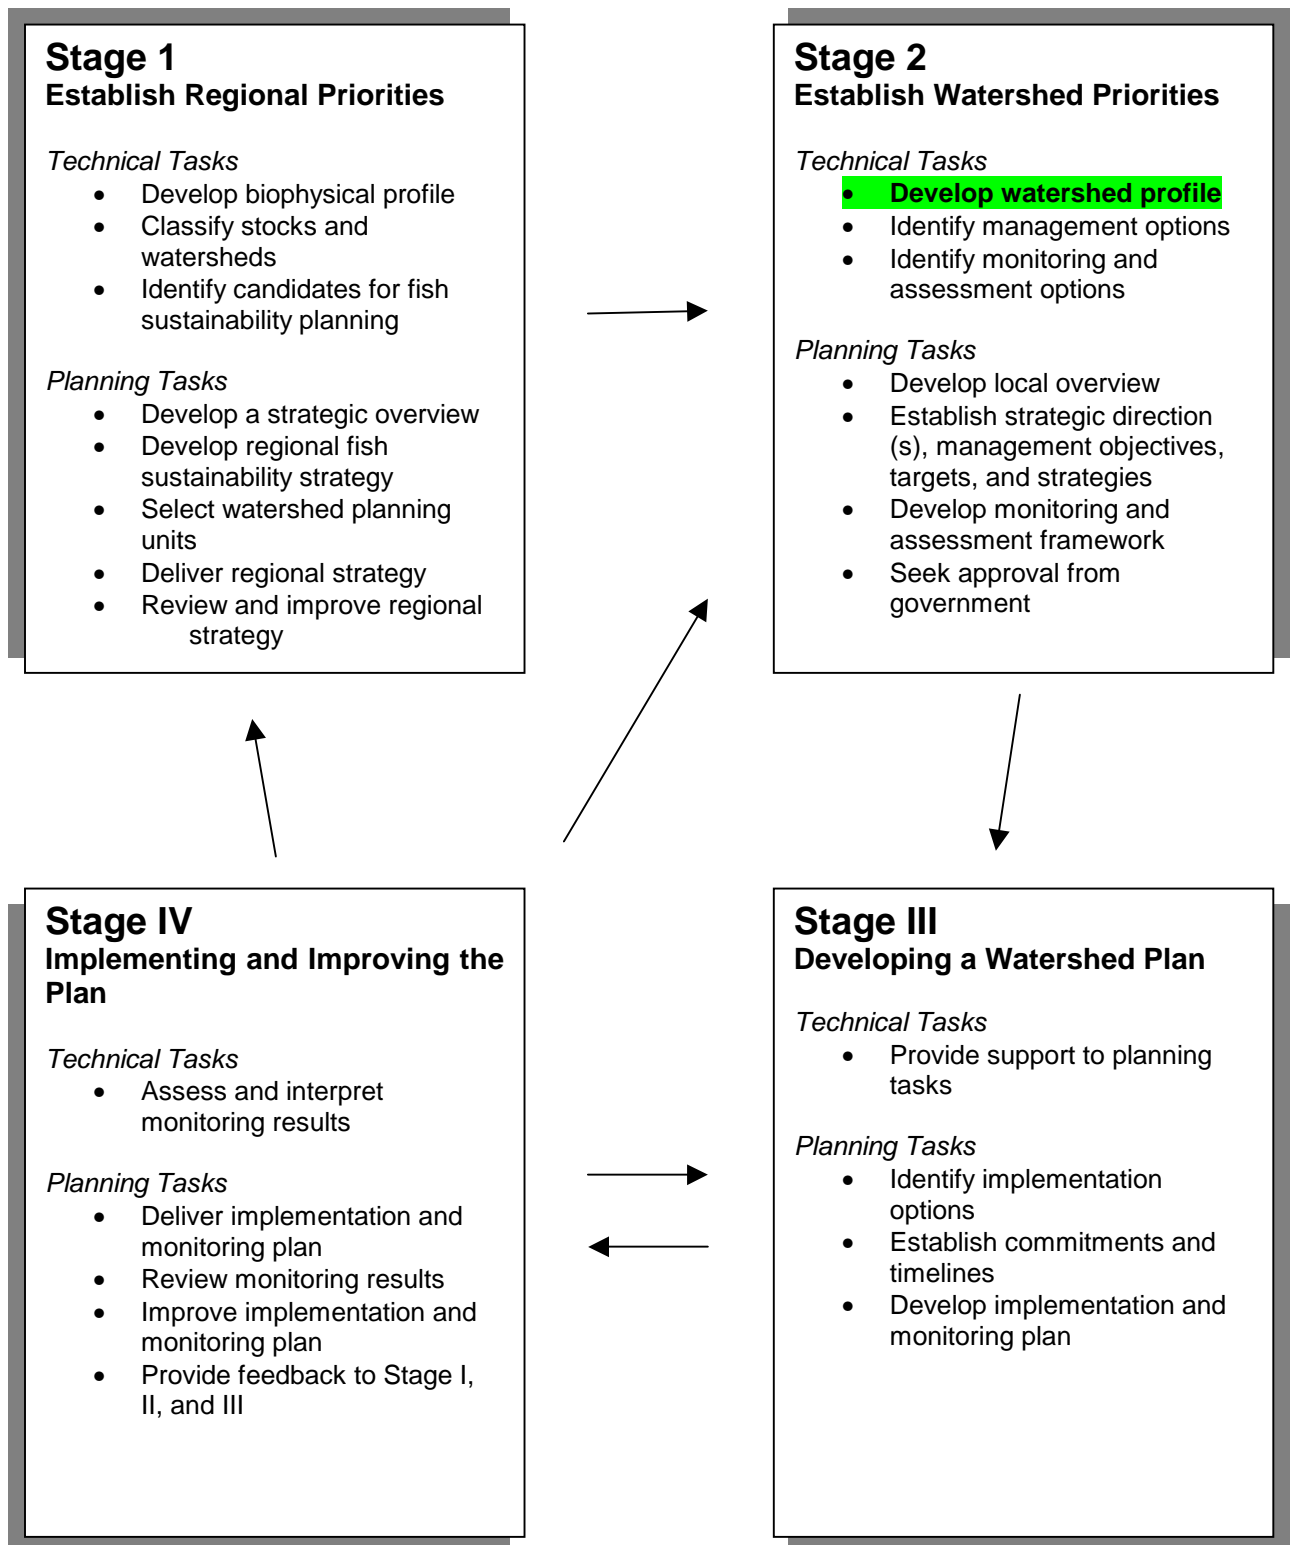 Stage 1
Establish Regional Priorities
Technical Tasks
• Develop biophysical profile
• Classify stocks and
watersheds
• Identify candidates for fish
sustainability planning
Planning Tasks
• Develop a strategic overview
• Develop regional fish
sustainability strategy
• Select watershed planning
units
• Deliver regional strategy
• Review and improve regional
strategy
Stage 2
Establish Watershed Priorities
Technical Tasks
• Develop watershed profile
• Identify management options
• Identify monitoring and
assessment options
Planning Tasks
• Develop local overview
• Establish strategic direction
(s), management objectives,
targets, and strategies
• Develop monitoring and
assessment framework
• Seek approval from
government
Stage IV
Implementing and Improving the
Plan
Technical Tasks
• Assess and interpret
monitoring results
Planning Tasks
• Deliver implementation and
monitoring plan
• Review monitoring results
• Improve implementation and
monitoring plan
• Provide feedback to Stage I,
II, and III
Stage III
Developing a Watershed Plan
Technical Tasks
• Provide support to planning
tasks
Planning Tasks
• Identify implementation
options
• Establish commitments and
timelines
• Develop implementation and
monitoring plan